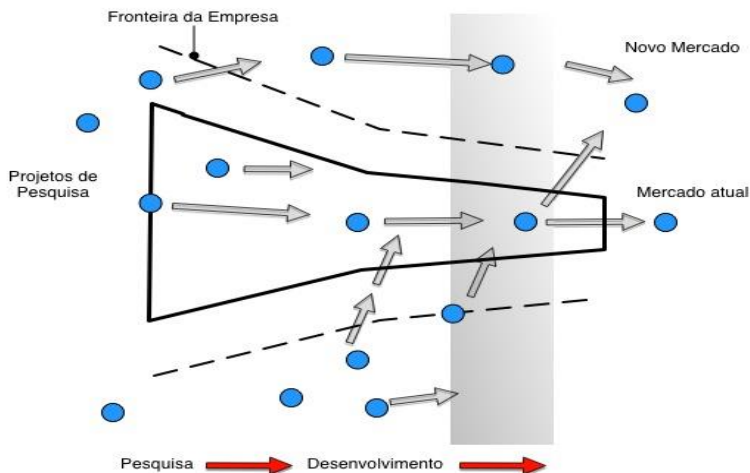 Fronteira da Empresa
Novo Mercado
Projetos de
Pesquisa
Mercado atual
Pesquisa
Desenvolvimento